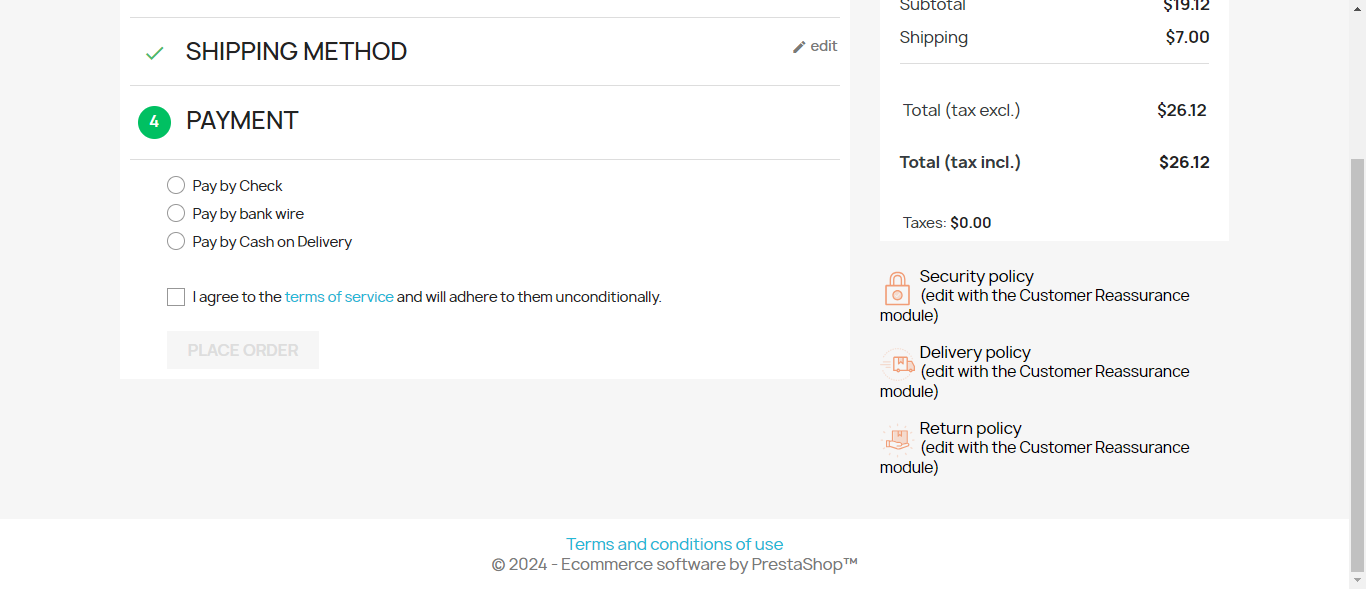 SHIPPING METHOD
edit
4 PAYMENT
Pay by Check
Pay by bank wire
Pay by Cash on Delivery
I agree to the terms of service and will adhere to them unconditionally.
PLACE ORDER
Subtotal $19.12
Shipping $7.00
Total (tax excl.) $26.12
Total (tax incl.) $26.12
Taxes: $0.00
Security policy
(edit with the Customer Reassurance
module)
Delivery policy
(edit with the Customer Reassurance
module)
Return policy
(edit with the Customer Reassurance
module)
Terms and conditions of use
© 2024 - Ecommerce software by PrestaShop™